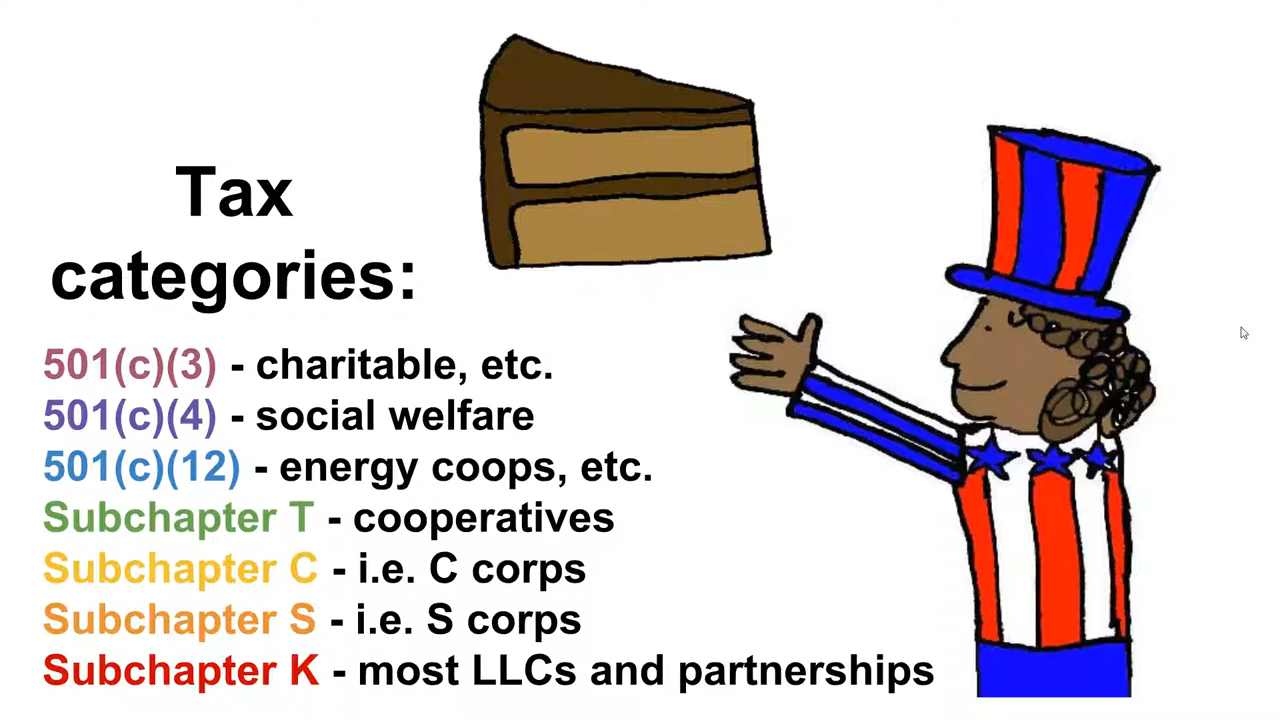 Tax
categories:
501(c)(3) - charitable, etc.
501(c)(4) - social welfare
501(c)(12) - energy coops, etc.
Subchapter T - cooperatives
Subchapter C - i.e. C corps
Subchapter S - i.e. S corps
Subchapter K - most LLCs and partnerships